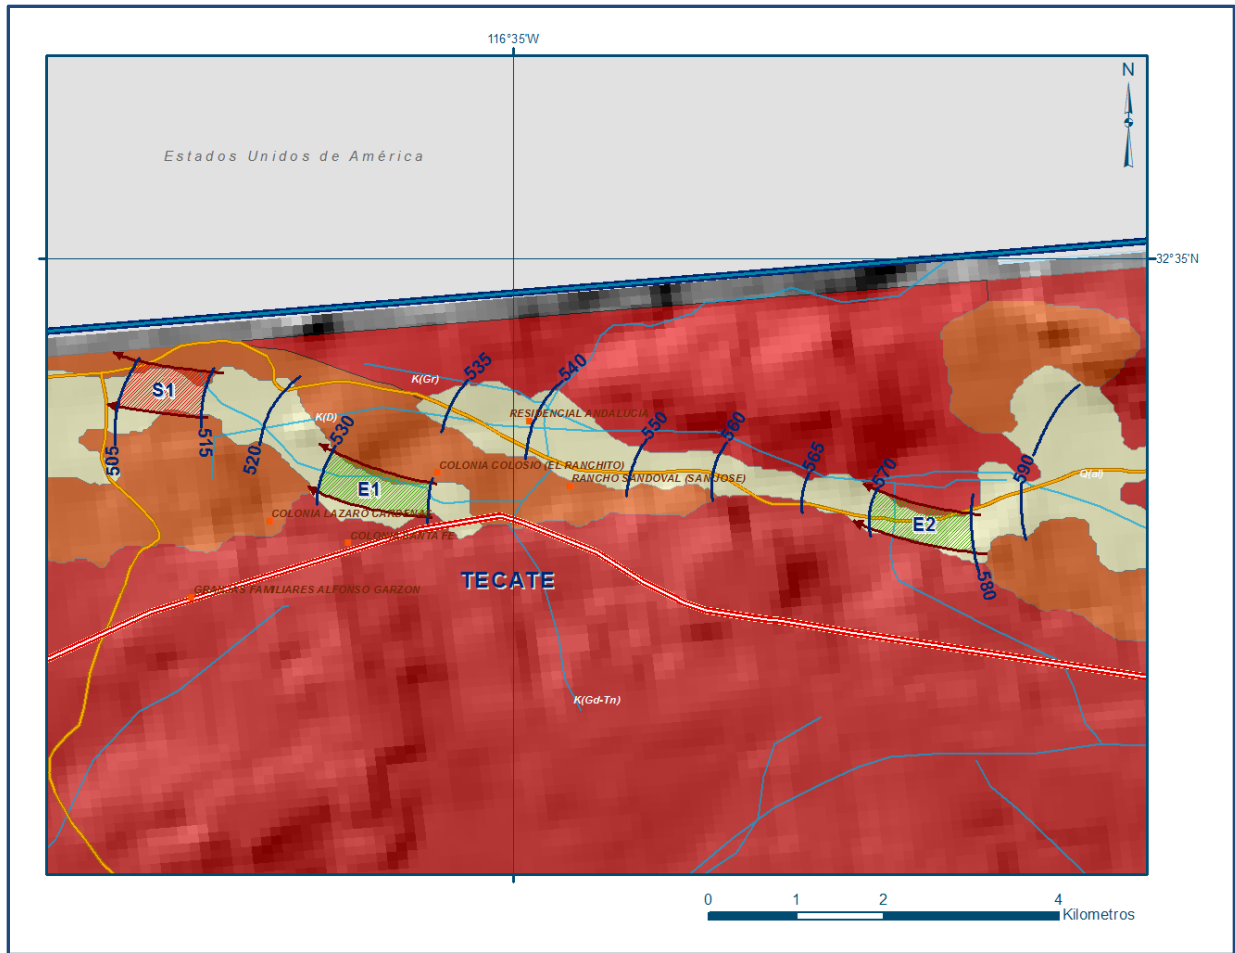 116°35'W
N
Estados Unidos de América
32°35'N
535
540
K(Gr)
S1
RESIDENCIAL ANDALUCIA
K(D)
530
550
560
505
515
520
565
COLONIA COLOSIO (EL RANCHITO)
570
590
Q(al)
RANCHO SANDOVAL (SAN JOSE)
E1
COLONIA LAZARO CARDENAS
E2
COLONIA SANTA FE
TECATE
580
GRANJAS FAMILIARES ALFONSO GARZON
K(Gd-Tn)
0 1 2 4
Kilometros